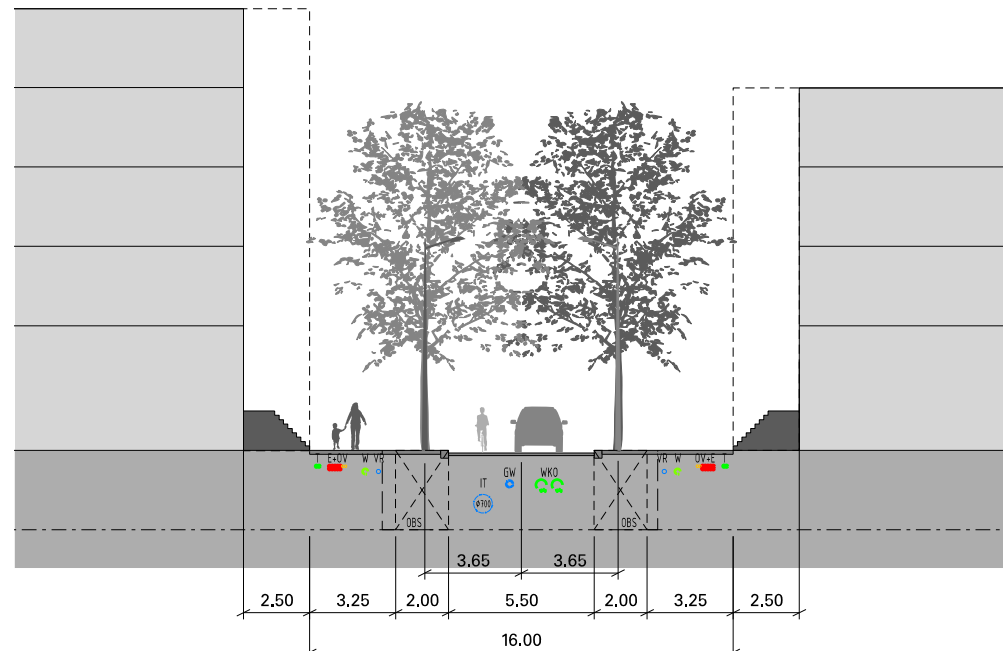 T E+OV W VR
VR W OV+E T
GW WKO
IT
ø700
OBS OBS
3.65 3.65
2.50 3.25 2.00 5.50 2.00 3.25 2.50
16.00